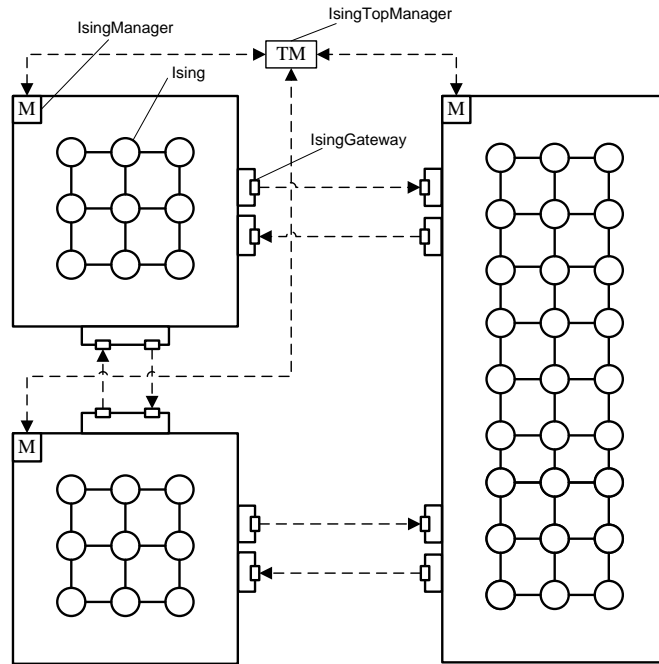 IsingTopManager
IsingManager
TM
Ising
M
M
IsingGateway
M